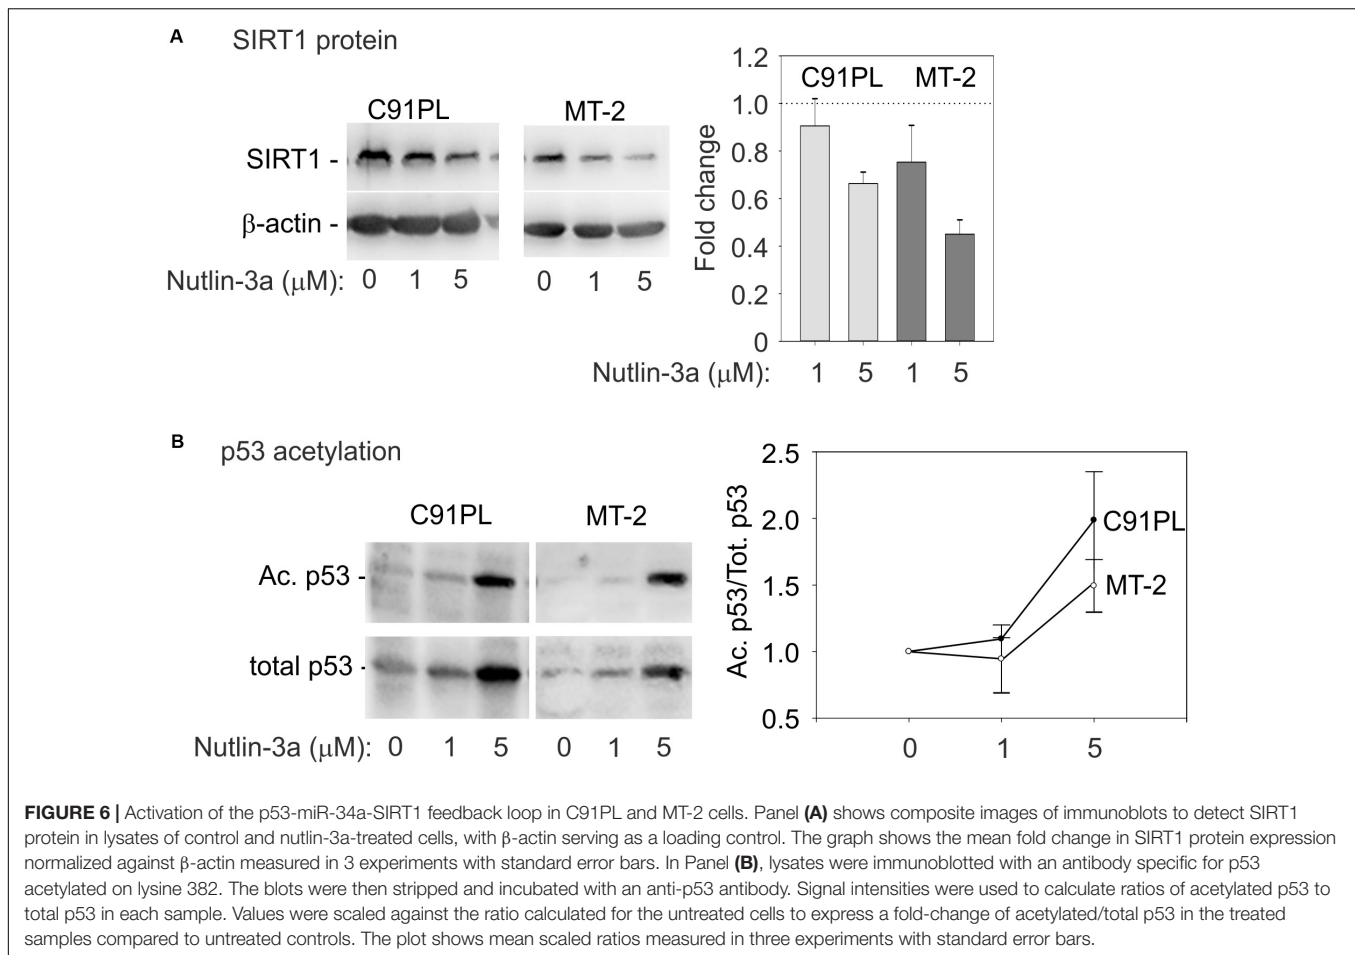 A SIRT1 protein
C91PL MT-2
SIRT1 -
β-actin -
Nutlin-3a (μM): 0 1 5 0 1 5
1.2
1.0
0.8
0.6
0.4
0.2
0
Fold change
C91PL MT-2
Nutlin-3a (μM): 1 5 1 5
B p53 acetylation
C91PL MT-2
Ac. p53 -
total p53 -
Nutlin-3a (μM): 0 1 5 0 1 5
2.5
2.0
1.5
1.0
0.5
Ac. p53/Tot. p53
C91PL
MT-2
0 1 5
FIGURE 6 | Activation of the p53-miR-34a-SIRT1 feedback loop in C91PL and MT-2 cells. Panel (A) shows composite images of immunoblots to detect SIRT1
protein in lysates of control and nutlin-3a-treated cells, with β-actin serving as a loading control. The graph shows the mean fold change in SIRT1 protein expression
normalized against β-actin measured in 3 experiments with standard error bars. In Panel (B), lysates were immunoblotted with an antibody specific for p53
acetylated on lysine 382. The blots were then stripped and incubated with an anti-p53 antibody. Signal intensities were used to calculate ratios of acetylated p53 to
total p53 in each sample. Values were scaled against the ratio calculated for the untreated cells to express a fold-change of acetylated/total p53 in the treated
samples compared to untreated controls. The plot shows mean scaled ratios measured in three experiments with standard error bars.